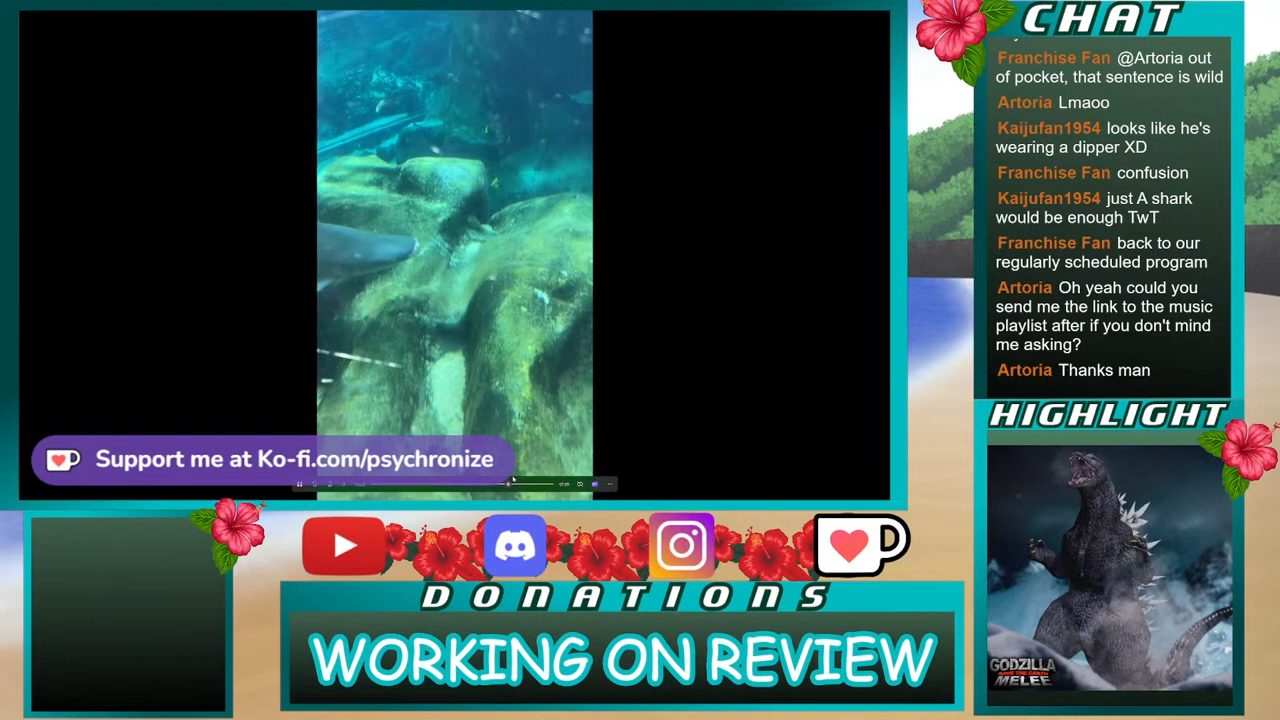 CHAT
Franchise Fan @Artoria out
of pocket, that sentence is wild
Artoria Lmaoo
Kaijufan1954 looks like he's
wearing a dipper XD
Franchise Fan confusion
Kaijufan1954 just A shark
would be enough TwT
Franchise Fan back to our
regularly scheduled program
Artoria Oh yeah could you
send me the link to the music
playlist after if you don't mind
me asking?
Artoria Thanks man
HIGHLIGHT
GODZILLA
SAVE THE EARTH
MELEE
Support me at Ko-fi.com/psychronize
DONATIONS
WORKING ON REVIEW